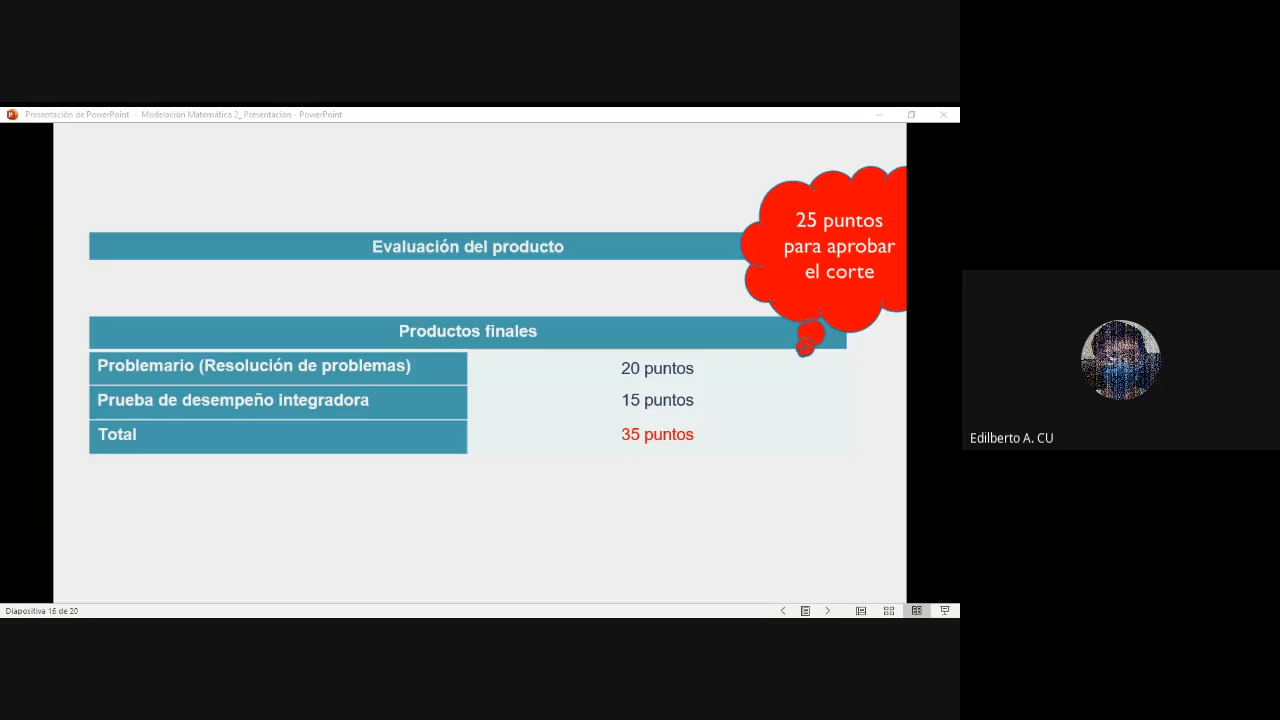 Presentación de PowerPoint - Modelación Matemática 2_ Presentación - PowerPoint
25 puntos
para aprobar
el corte
Evaluación del producto
Productos finales
Problemario (Resolución de problemas) 20 puntos
Prueba de desempeño integradora 15 puntos
Total 35 puntos
Edilberto A. CU
Diapositiva 16 de 20